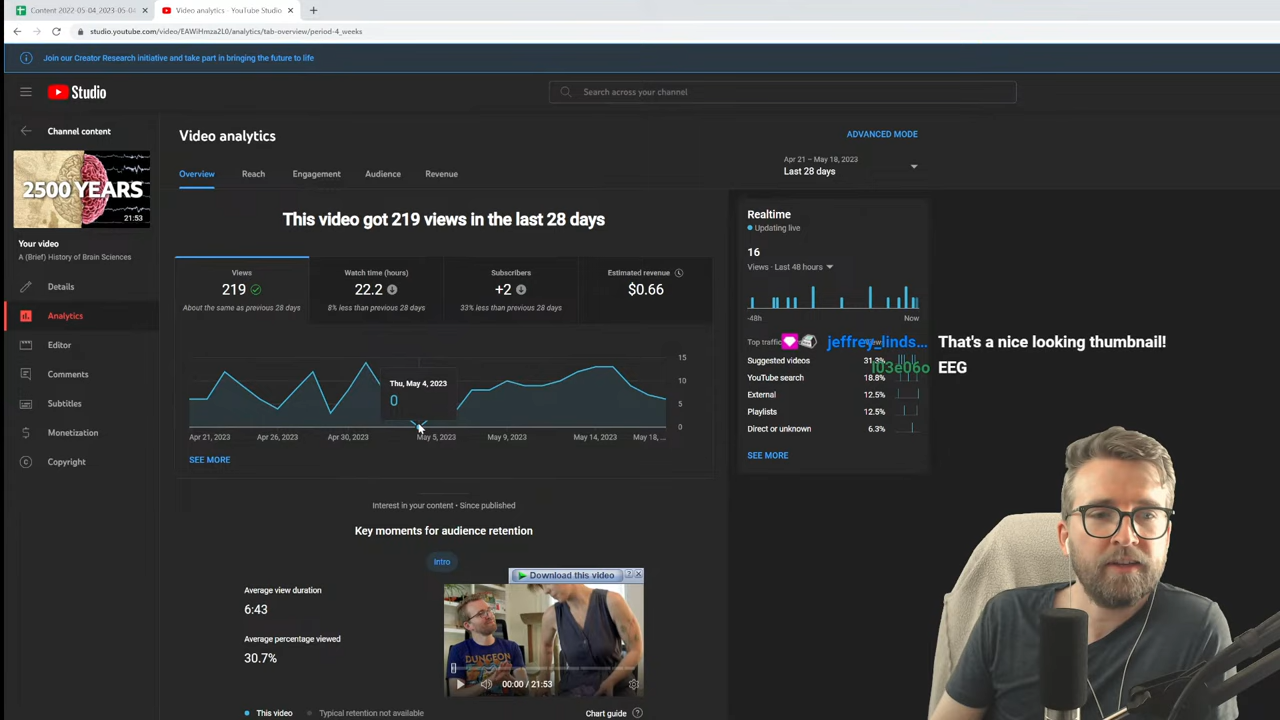 Content 2022-05-04_2023-05-04
Video analytics - YouTube Studio
studio.youtube.com/video/EAWiHmza2L0/analytics/tab-overview/period-4_weeks
Join our Creator Research initiative and take part in bringing the future to life
Studio
Search across your channel
Channel content
2500 YEARS
21:53
Your video
A (Brief) History of Brain Sciences
Details
Analytics
Editor
Comments
Subtitles
Monetization
Copyright
Video analytics
ADVANCED MODE
Apr 21 – May 18, 2023
Last 28 days
Overview
Reach
Engagement
Audience
Revenue
This video got 219 views in the last 28 days
Views
219
About the same as previous 28 days
Watch time (hours)
22.2
8% less than previous 28 days
Subscribers
+2
33% less than previous 28 days
Estimated revenue
$0.66
15
10
5
0
Thu, May 4, 2023
0
Apr 21, 2023
Apr 26, 2023
Apr 30, 2023
May 5, 2023
May 9, 2023
May 14, 2023
May 18, ...
SEE MORE
Interest in your content • Since published
Key moments for audience retention
Intro
Average view duration
6:43
Average percentage viewed
30.7%
Download this video
DUNGEON
00:00 / 21:53
This video
Typical retention not available
Chart guide
Realtime
Updating live
16
Views · Last 48 hours
-48h
Now
Top traffic
Suggested videos 31.3%
YouTube search 18.8%
External 12.5%
Playlists 12.5%
Direct or unknown 6.3%
SEE MORE
jeffrey_linds... That's a nice looking thumbnail!
i03e06o EEG